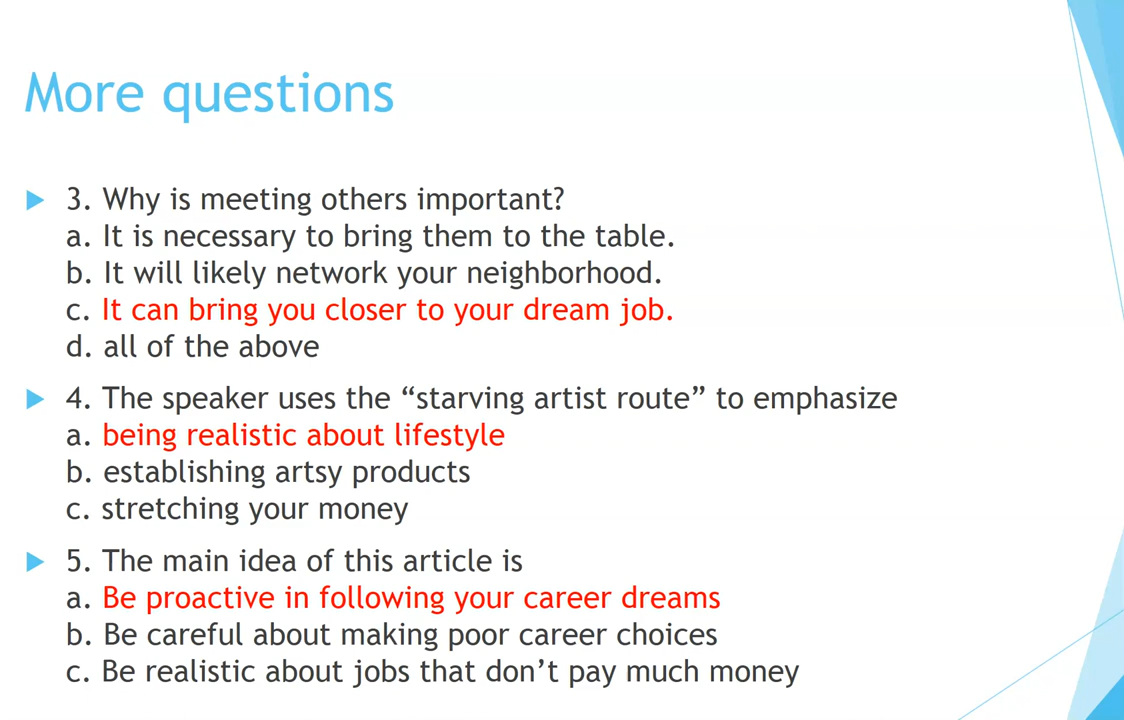 More questions
3. Why is meeting others important?
a. It is necessary to bring them to the table.
b. It will likely network your neighborhood.
c. It can bring you closer to your dream job.
d. all of the above
4. The speaker uses the “starving artist route” to emphasize
a. being realistic about lifestyle
b. establishing artsy products
c. stretching your money
5. The main idea of this article is
a. Be proactive in following your career dreams
b. Be careful about making poor career choices
c. Be realistic about jobs that don’t pay much money